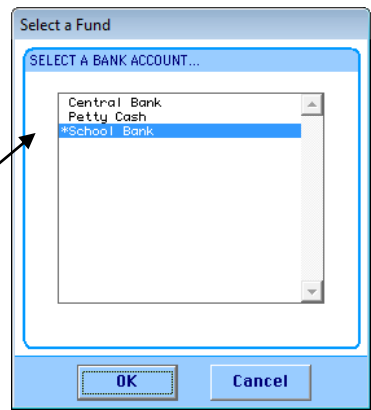 Select a Fund
SELECT A BANK ACCOUNT...
Central Bank
Petty Cash
*School Bank
OK
Cancel